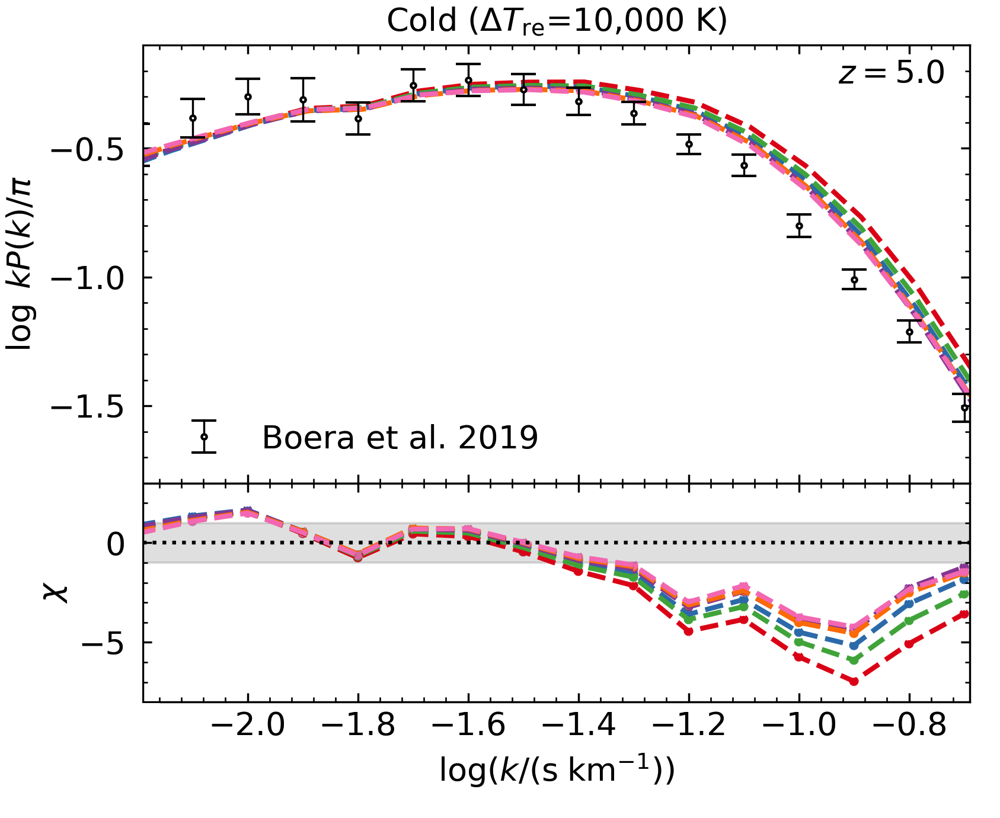 Cold (ΔT_re=10,000 K)
z = 5.0
log kP(k)/π
−0.5
−1.0
−1.5
Boera et al. 2019
χ
0
−5
−2.0 −1.8 −1.6 −1.4 −1.2 −1.0 −0.8
log(k/(s km⁻¹))